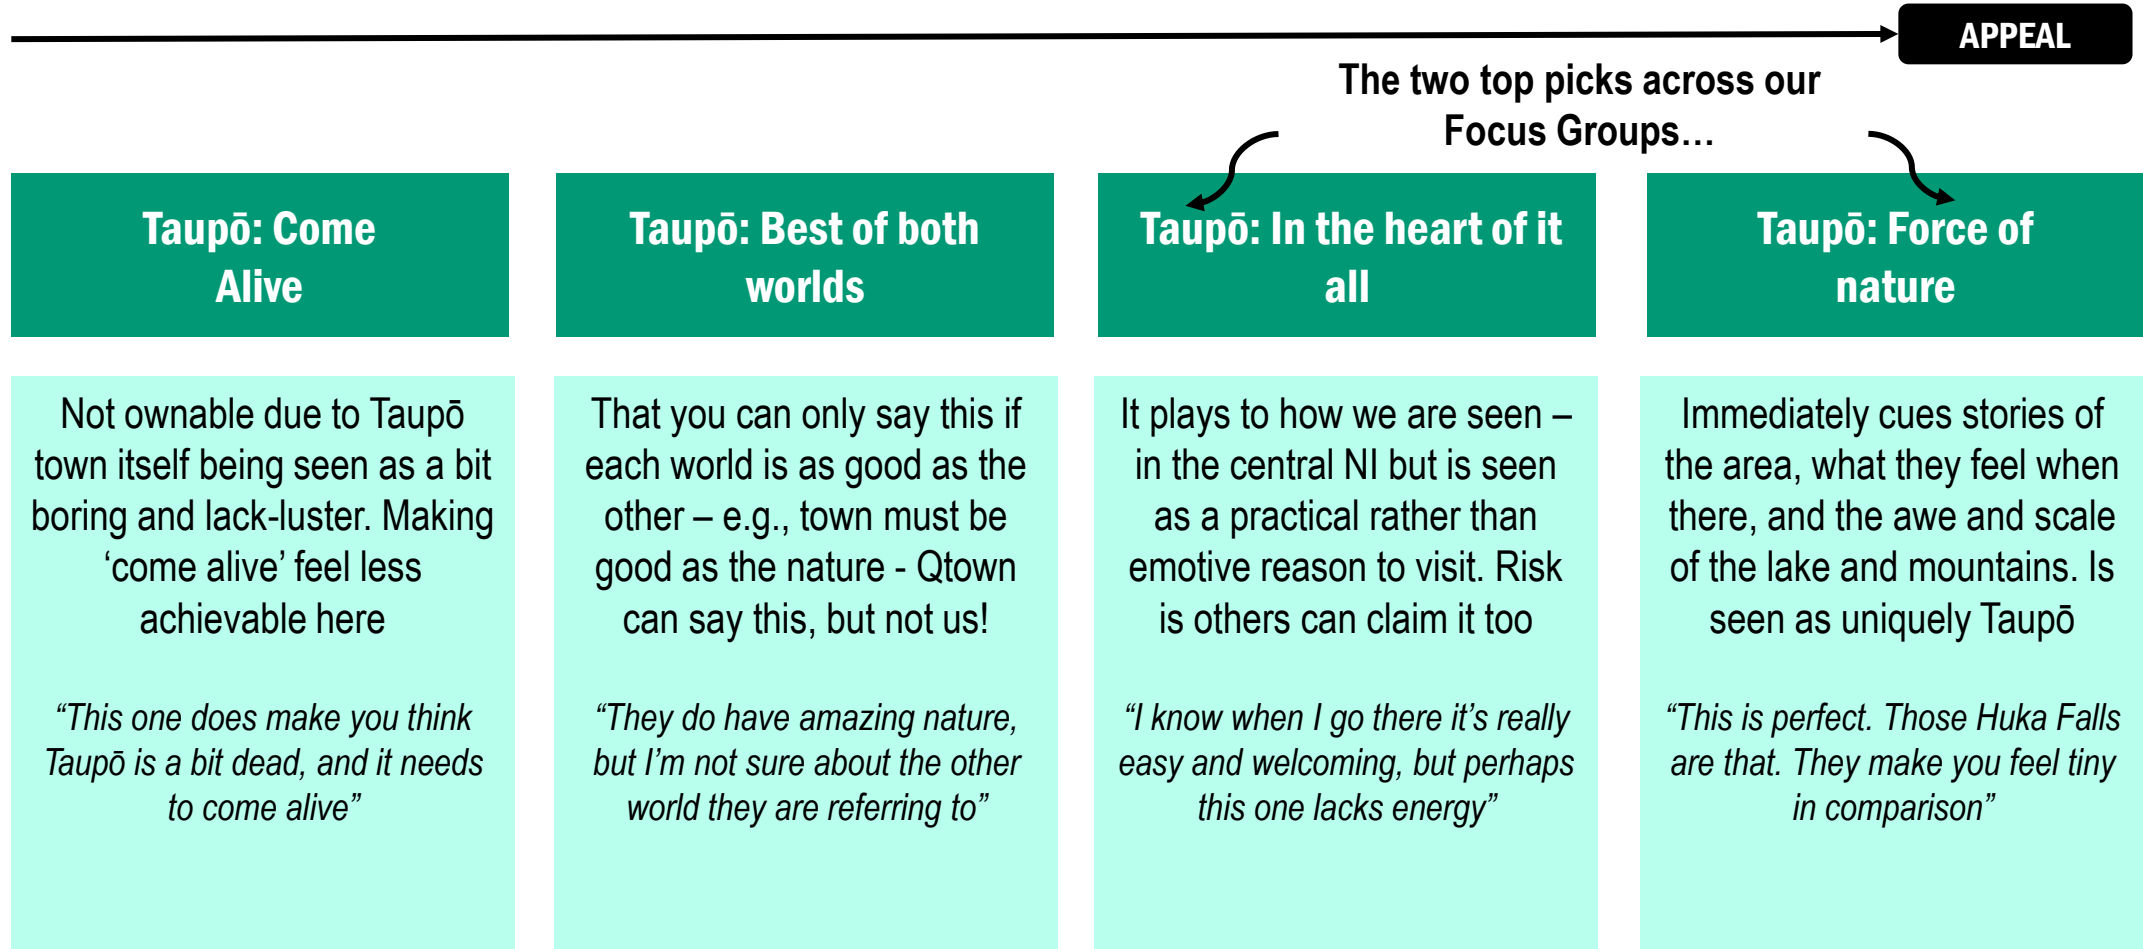 APPEAL
The two top picks across our
Focus Groups…
Taupō: Come
Alive
Not ownable due to Taupō
town itself being seen as a bit
boring and lack-luster. Making
‘come alive’ feel less
achievable here
“This one does make you think
Taupō is a bit dead, and it needs
to come alive”
Taupō: Best of both
worlds
That you can only say this if
each world is as good as the
other – e.g., town must be
good as the nature - Qtown
can say this, but not us!
“They do have amazing nature,
but I’m not sure about the other
world they are referring to”
Taupō: In the heart of it
all
It plays to how we are seen –
in the central NI but is seen
as a practical rather than
emotive reason to visit. Risk
is others can claim it too
“I know when I go there it’s really
easy and welcoming, but perhaps
this one lacks energy”
Taupō: Force of
nature
Immediately cues stories of
the area, what they feel when
there, and the awe and scale
of the lake and mountains. Is
seen as uniquely Taupō
“This is perfect. Those Huka Falls
are that. They make you feel tiny
in comparison”